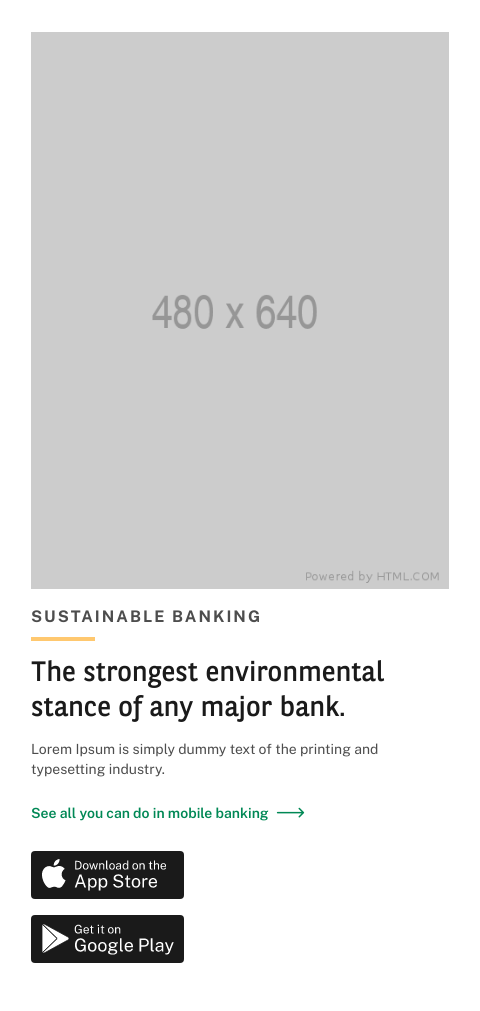 480 x 640
Powered by HTML.COM
SUSTAINABLE BANKING
The strongest environmental
stance of any major bank.
Lorem Ipsum is simply dummy text of the printing and
typesetting industry.
See all you can do in mobile banking
Download on the
App Store
Get it on
Google Play